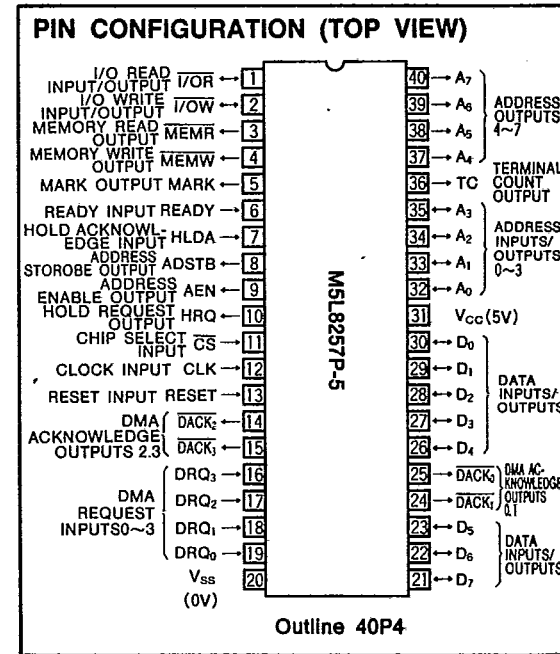 PIN CONFIGURATION (TOP VIEW)
I/O READ
INPUT/OUTPUT I/OR 1
I/O WRITE
INPUT/OUTPUT I/OW 2
MEMORY READ
OUTPUT MEMR 3
MEMORY WRITE
OUTPUT MEMW 4
MARK OUTPUT MARK 5
READY INPUT READY 6
HOLD ACKNOWL-
EDGE INPUT HLDA 7
ADDRESS
STOROBE OUTPUT ADSTB 8
ADDRESS
ENABLE OUTPUT AEN 9
HOLD REQUEST
OUTPUT HRQ 10
CHIP SELECT
INPUT CS 11
CLOCK INPUT CLK 12
RESET INPUT RESET 13
DMA
ACKNOWLEDGE
OUTPUTS 2.3
DACK₂ 14
DACK₃ 15
DMA
REQUEST
INPUTS0~3
DRQ₃ 16
DRQ₂ 17
DRQ₁ 18
DRQ₀ 19
Vss 20
(0V)
M5L8257P-5
40 A₇
39 A₆
38 A₅
37 A₄
ADDRESS
OUTPUTS
4~7
36 TC
TERMINAL
COUNT
OUTPUT
35 A₃
34 A₂
33 A₁
32 A₀
ADDRESS
INPUTS/
OUTPUTS
0~3
31 Vcc(5V)
30 D₀
29 D₁
28 D₂
27 D₃
26 D₄
DATA
INPUTS/
OUTPUTS
25 DACK₀
24 DACK₁
DMA AC-
KNOWLEDGE
OUTPUTS
0.1
23 D₅
22 D₆
21 D₇
DATA
INPUTS/
OUTPUTS
Outline 40P4